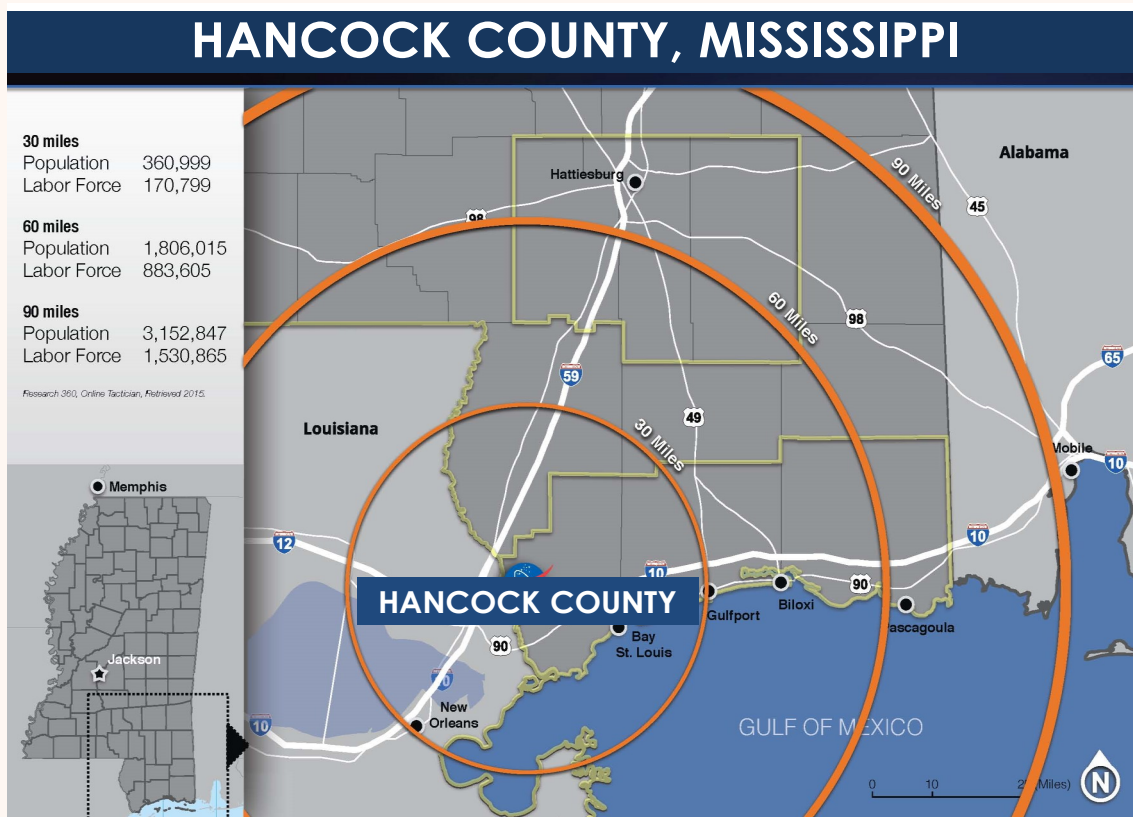 HANCOCK COUNTY, MISSISSIPPI
30 miles
Population 360,999
Labor Force 170,799
60 miles
Population 1,806,015
Labor Force 883,605
90 miles
Population 3,152,847
Labor Force 1,530,865
Research 360, Online Tactician, Retrieved 2015.
Memphis
Jackson
Alabama
90 Miles
45
Hattiesburg
98
60 Miles
98
65
59
49
Louisiana
30 Miles
Mobile
10
12
10
10
HANCOCK COUNTY
90
Gulfport
Biloxi
Bay
St. Louis
90
New
Orleans
10
GULF OF MEXICO
0 10 (Miles)
N